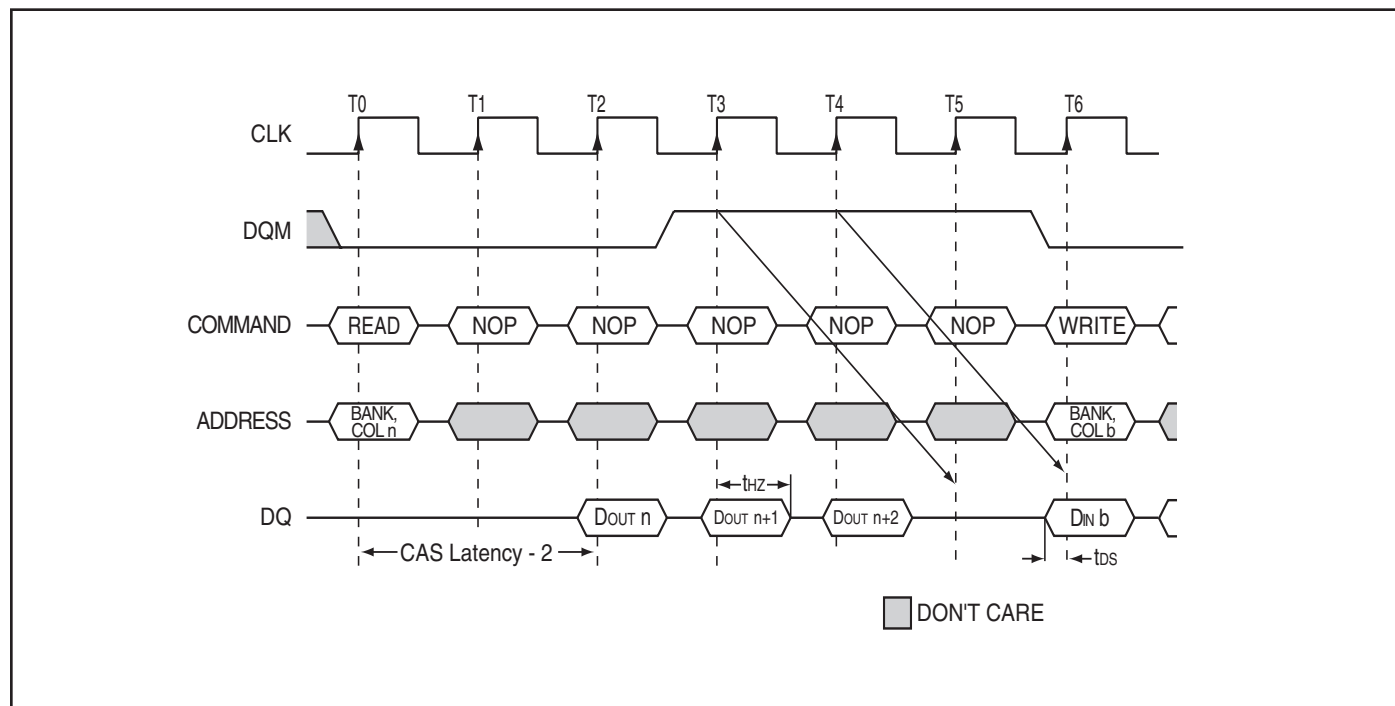 T0 T1 T2 T3 T4 T5 T6
CLK
DQM
COMMAND READ NOP NOP NOP NOP NOP WRITE
ADDRESS BANK, COL n BANK, COL b
tHZ
DQ DOUT n DOUT n+1 DOUT n+2 DIN b
CAS Latency - 2 tDS
DON'T CARE